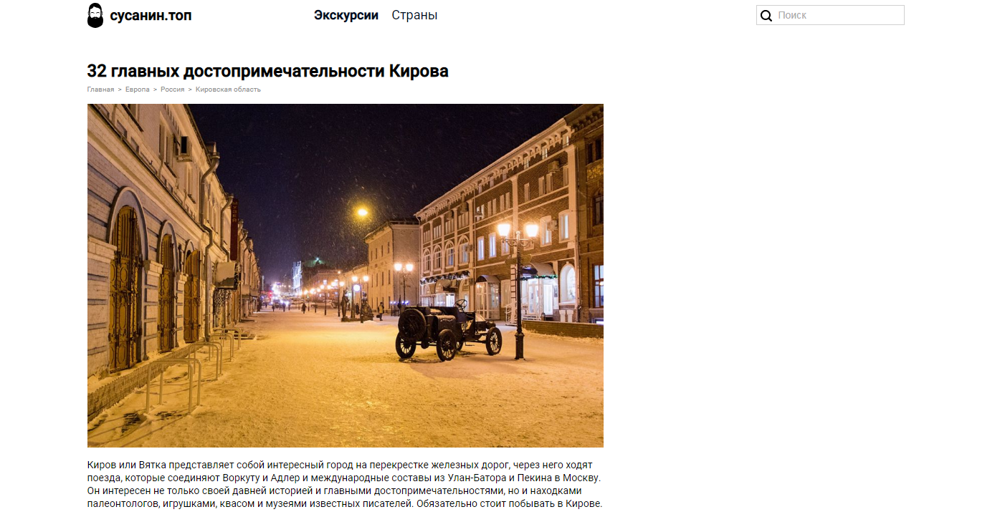 сусанин.топ
Экскурсии
Страны
Поиск
32 главных достопримечательности Кирова
Главная > Европа > Россия > Кировская область
Киров или Вятка представляет собой интересный город на перекрестке железных дорог, через него ходят
поезда, которые соединяют Воркуту и Адлер и международные составы из Улан-Батора и Пекина в Москву.
Он интересен не только своей давней историей и главными достопримечательностями, но и находками
палеонтологов, игрушками, квасом и музеями известных писателей. Обязательно стоит побывать в Кирове.